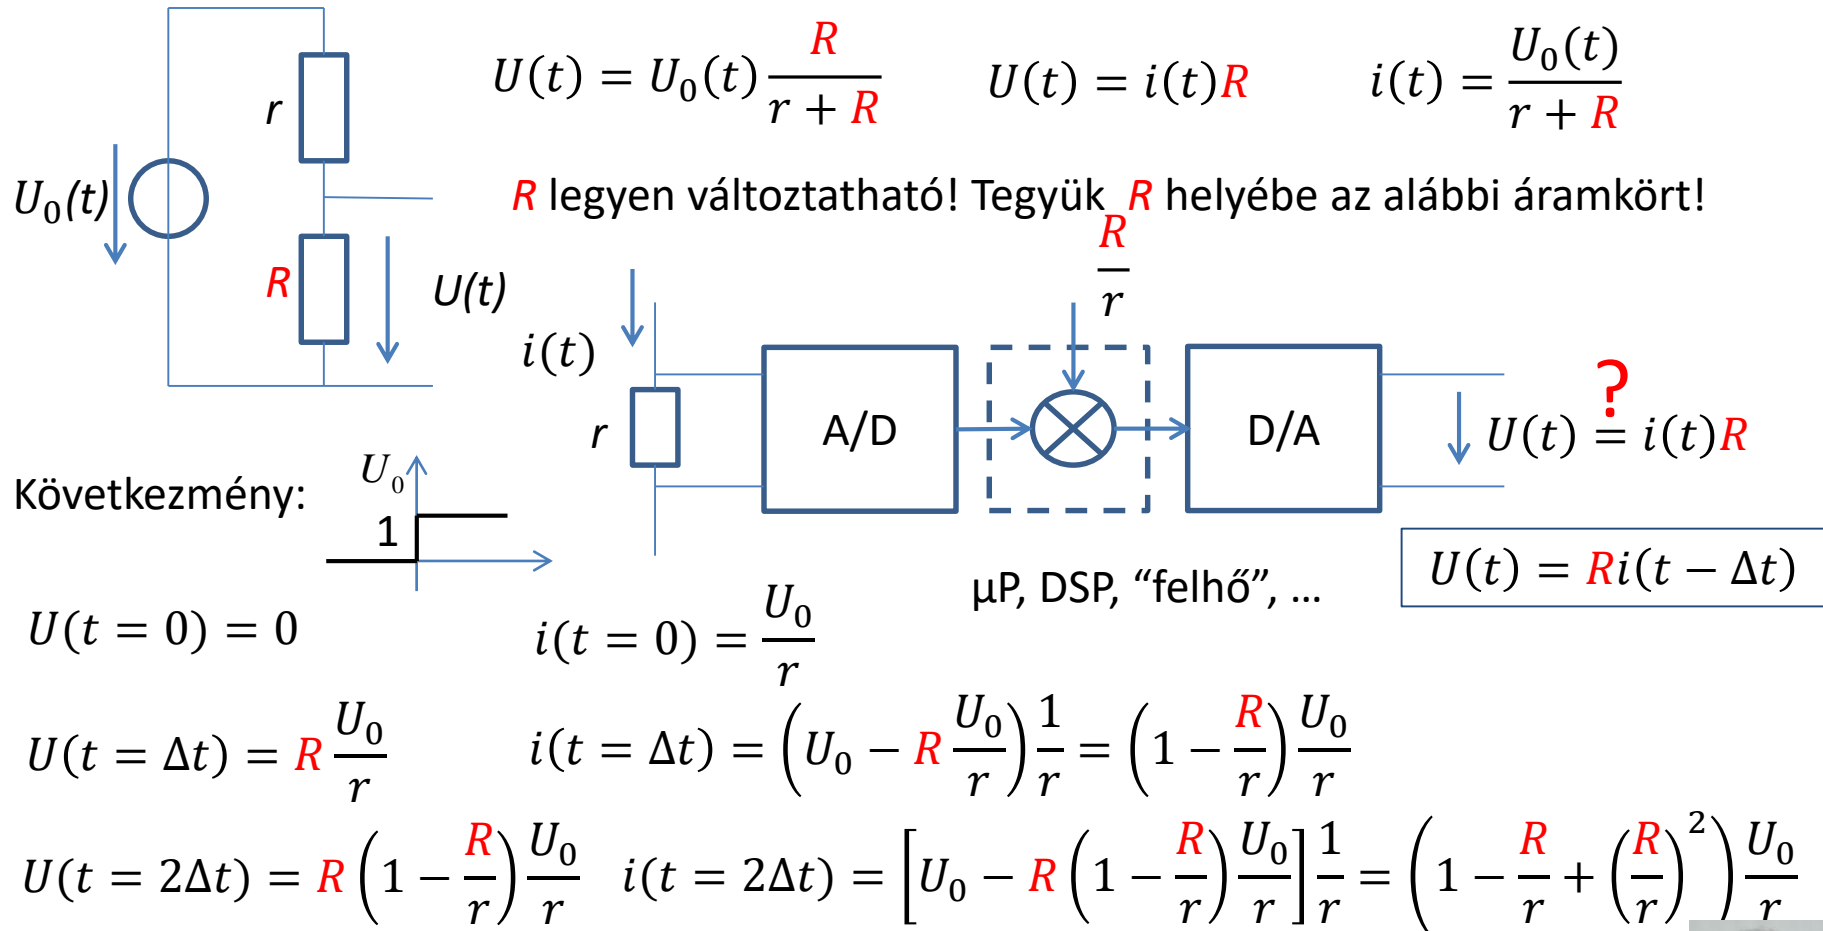 U(t) = U₀(t) R/(r + R)
U(t) = i(t)R
i(t) = U₀(t)/(r + R)
r
U₀(t)
R
U(t)
R legyen változtatható! Tegyük R helyébe az alábbi áramkört!
R/r
i(t)
r
A/D
D/A
?
U(t) = i(t)R
Következmény:
U₀
1
µP, DSP, “felhő”, ...
U(t) = Ri(t − Δt)
U(t = 0) = 0
i(t = 0) = U₀/r
U(t = Δt) = R U₀/r
i(t = Δt) = (U₀ − R U₀/r) 1/r = (1 − R/r) U₀/r
U(t = 2Δt) = R (1 − R/r) U₀/r
i(t = 2Δt) = [U₀ − R (1 − R/r) U₀/r] 1/r = (1 − R/r + (R/r)²) U₀/r